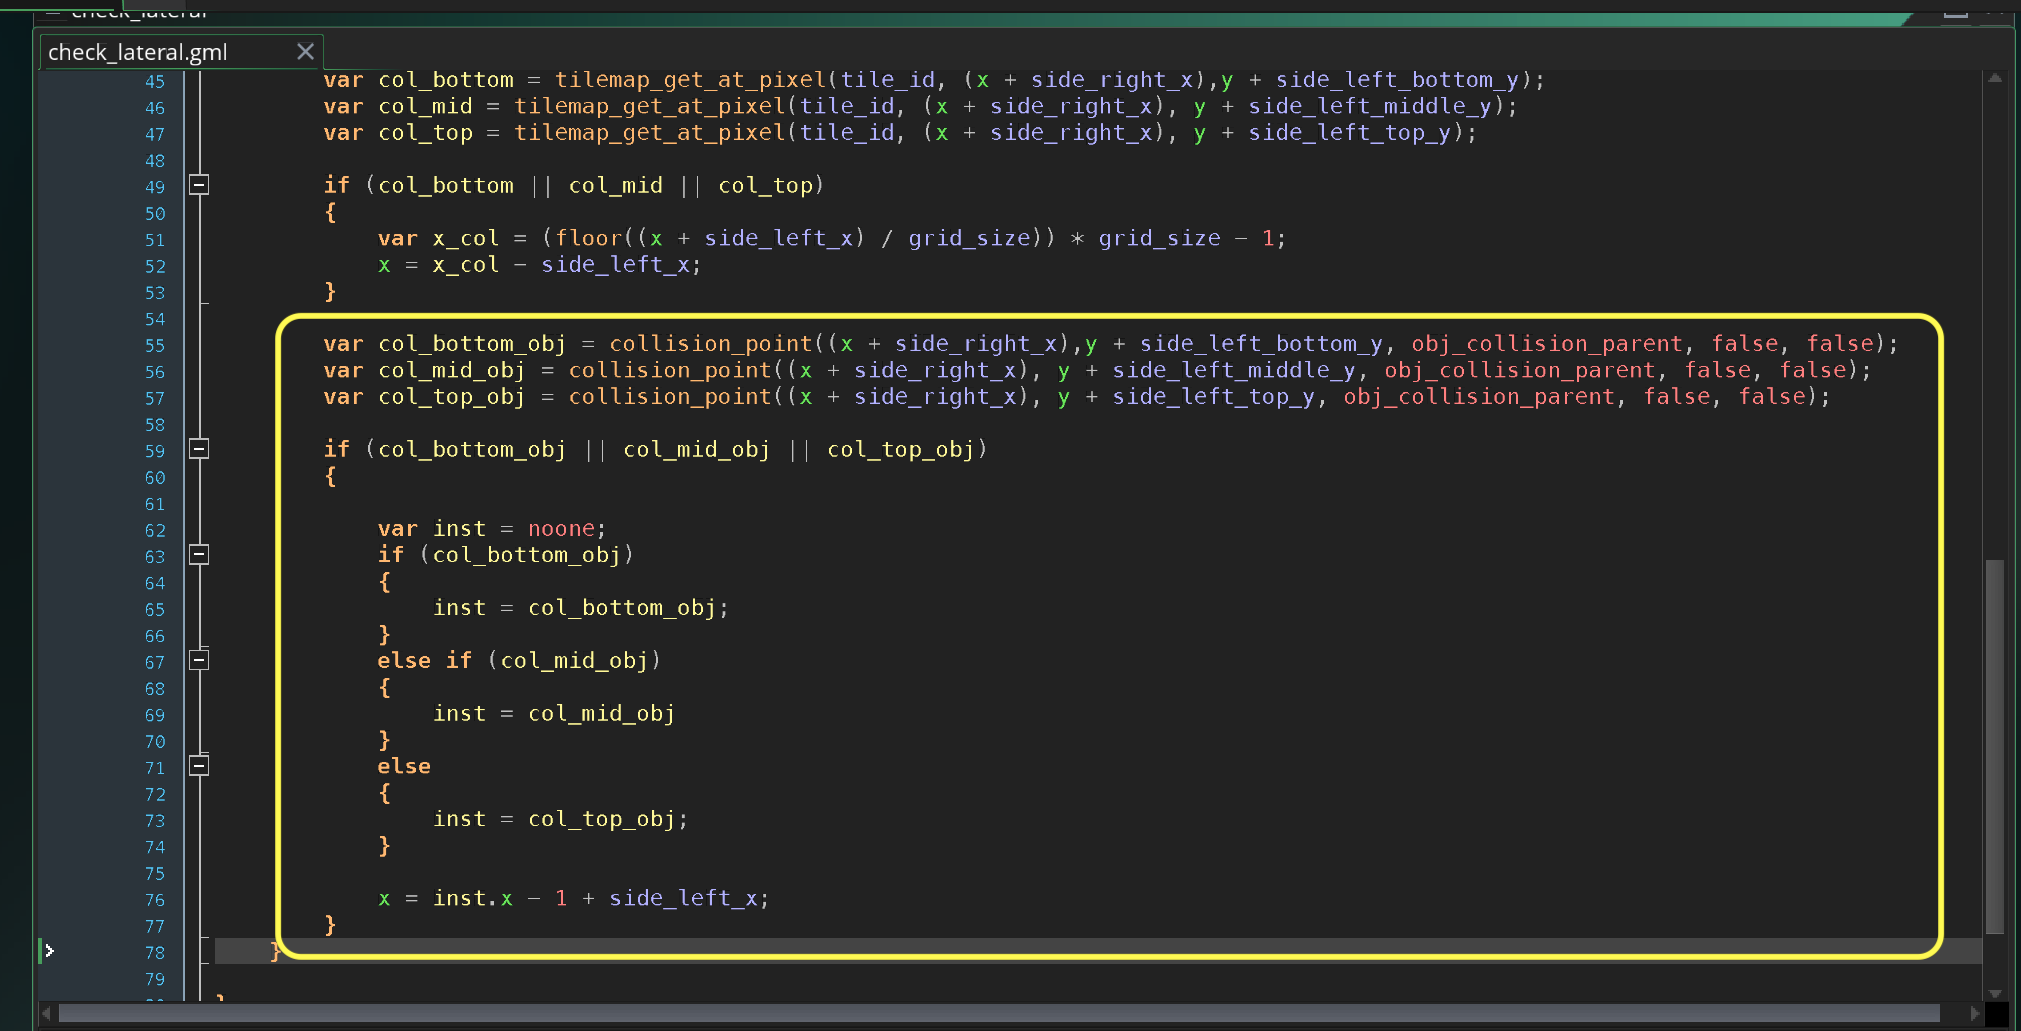 check_lateral
check_lateral.gml
45 var col_bottom = tilemap_get_at_pixel(tile_id, (x + side_right_x),y + side_left_bottom_y);
46 var col_mid = tilemap_get_at_pixel(tile_id, (x + side_right_x), y + side_left_middle_y);
47 var col_top = tilemap_get_at_pixel(tile_id, (x + side_right_x), y + side_left_top_y);
48
49 if (col_bottom || col_mid || col_top)
50 {
51 var x_col = (floor((x + side_left_x) / grid_size)) * grid_size - 1;
52 x = x_col - side_left_x;
53 }
54
55 var col_bottom_obj = collision_point((x + side_right_x),y + side_left_bottom_y, obj_collision_parent, false, false);
56 var col_mid_obj = collision_point((x + side_right_x), y + side_left_middle_y, obj_collision_parent, false, false);
57 var col_top_obj = collision_point((x + side_right_x), y + side_left_top_y, obj_collision_parent, false, false);
58
59 if (col_bottom_obj || col_mid_obj || col_top_obj)
60 {
61
62 var inst = noone;
63 if (col_bottom_obj)
64 {
65 inst = col_bottom_obj;
66 }
67 else if (col_mid_obj)
68 {
69 inst = col_mid_obj
70 }
71 else
72 {
73 inst = col_top_obj;
74 }
75
76 x = inst.x - 1 + side_left_x;
77 }
78 }
79